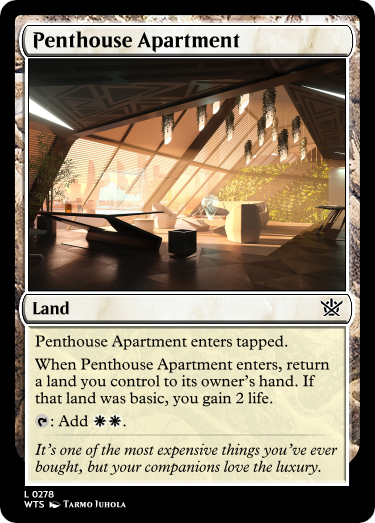 Penthouse Apartment
Land
Penthouse Apartment enters tapped.
When Penthouse Apartment enters, return
a land you control to its owner's hand. If
that land was basic, you gain 2 life.
: Add .
It's one of the most expensive things you've ever
bought, but your companions love the luxury.
L 0278
WTS Tarmo Juhola